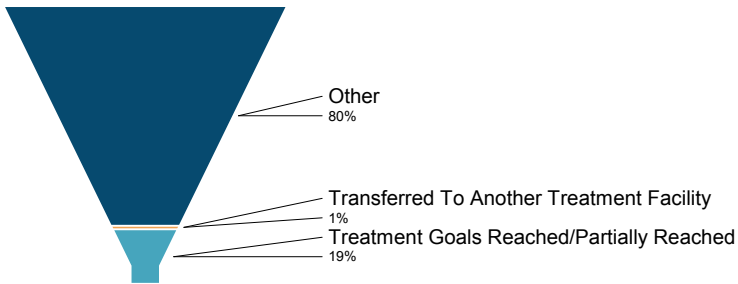 Other
80%
Transferred To Another Treatment Facility
1%
Treatment Goals Reached/Partially Reached
19%